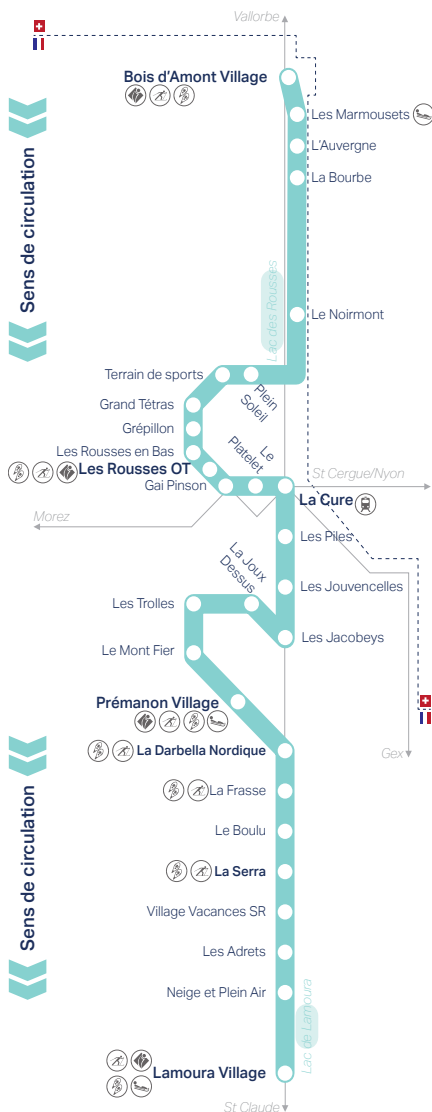 Vallorbe
Bois d'Amont Village
Les Marmousets
L'Auvergne
La Bourbe
Sens de circulation
Lac des Rousses
Le Noirmont
Terrain de sports
Plein
Soleil
Grand Tétras
Grépillon
Les Rousses en Bas
Le
Platelet
Les Rousses OT
St Cergue/Nyon
Gai Pinson
La Cure
Morez
Les Piles
La Joux
Dessus
Les Jouvencelles
Les Trolles
Les Jacobeys
Le Mont Fier
Prémanon Village
La Darbella Nordique
Gex
La Frasse
Sens de circulation
Le Boulu
La Serra
Village Vacances SR
Les Adrets
Neige et Plein Air
Lac de Lamoura
Lamoura Village
St Claude